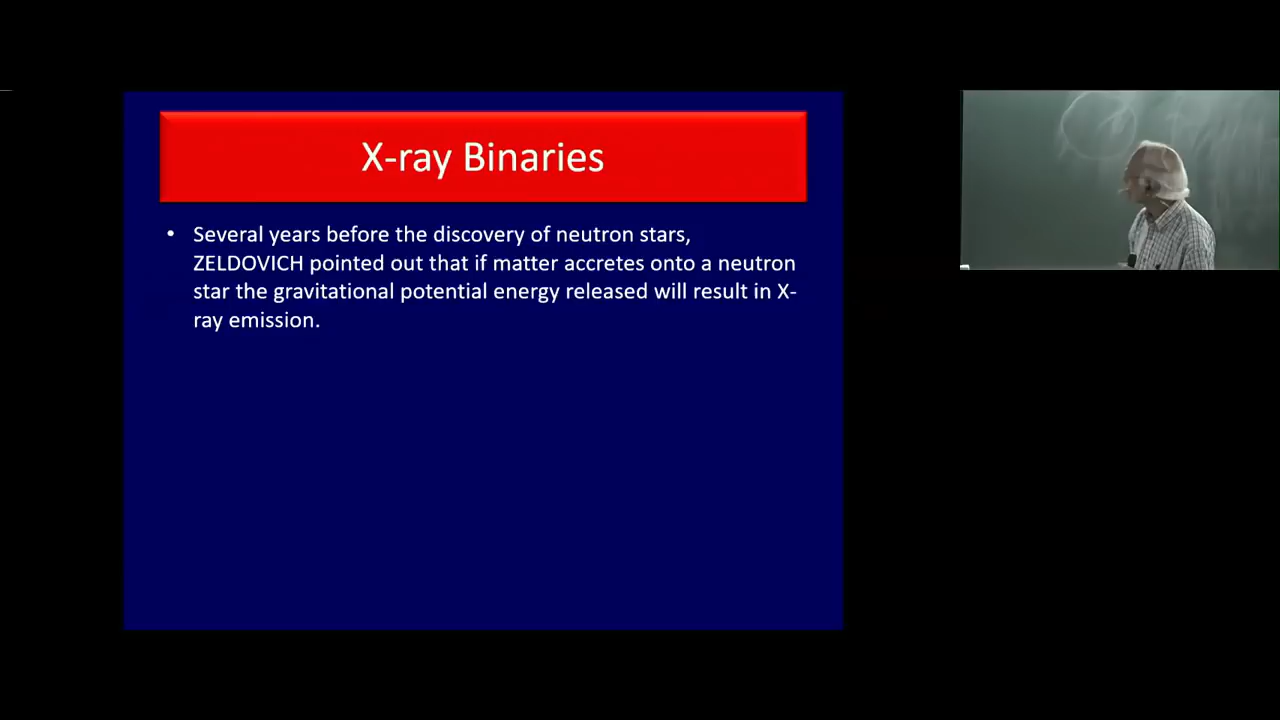 X-ray Binaries
• Several years before the discovery of neutron stars,
ZELDOVICH pointed out that if matter accretes onto a neutron
star the gravitational potential energy released will result in X-
ray emission.